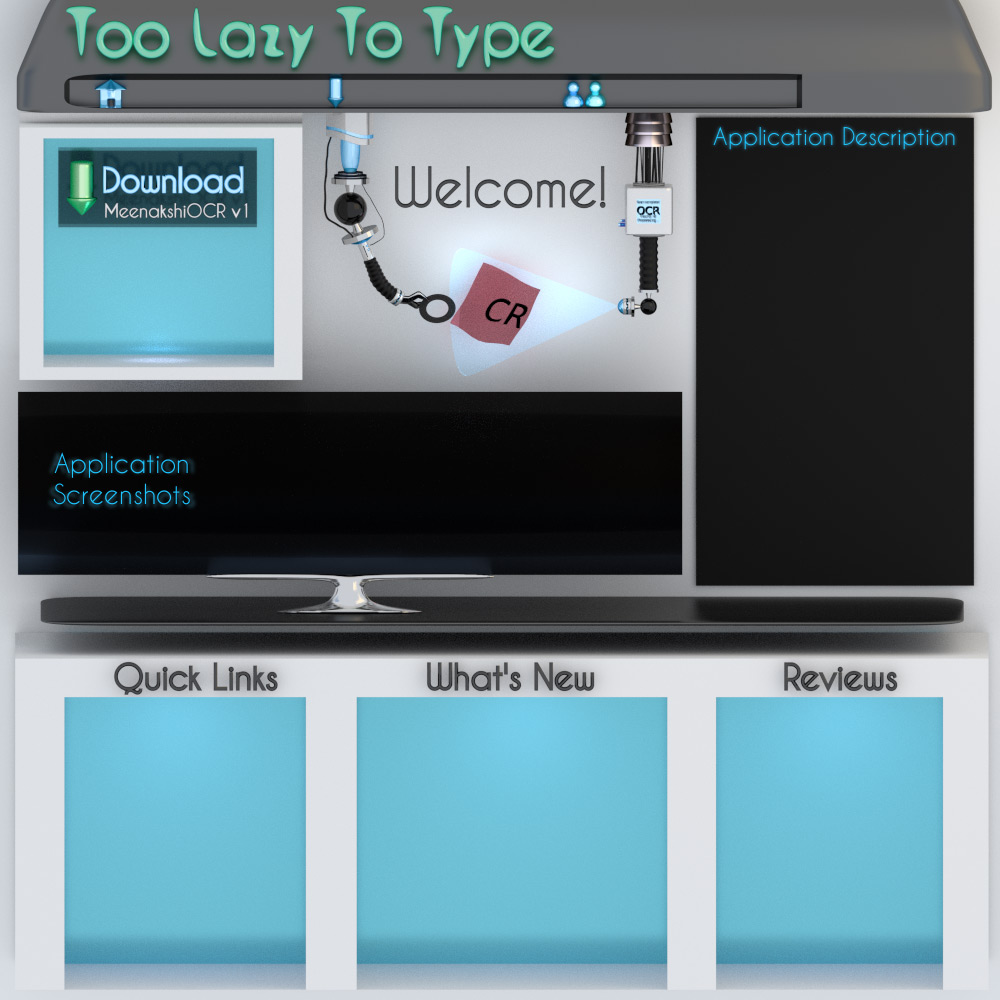 Too Lazy To Type
Download
MeenakshiOCR v1
Welcome!
Application Description
OCR
CR
Application
Screenshots
Quick Links
What's New
Reviews